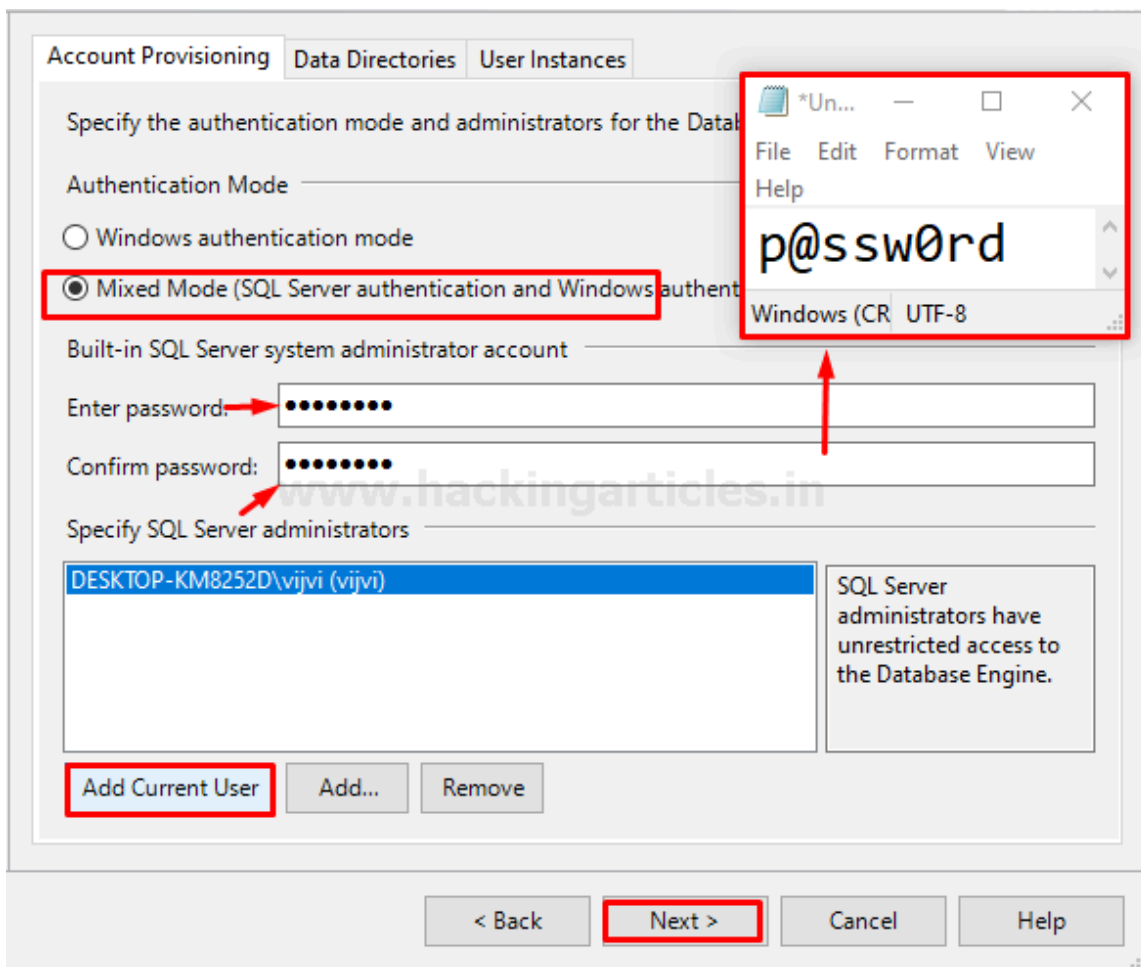 Account Provisioning Data Directories User Instances
Specify the authentication mode and administrators for the Datab
*Un...
File Edit Format View
Help
p@ssw0rd
Windows (CR UTF-8
Authentication Mode
Windows authentication mode
Mixed Mode (SQL Server authentication and Windows authent
Built-in SQL Server system administrator account
Enter password: ●●●●●●●●
Confirm password: ●●●●●●●●
www.hackingarticles.in
Specify SQL Server administrators
DESKTOP-KM8252D\vijvi (vijvi)
SQL Server
administrators have
unrestricted access to
the Database Engine.
Add Current User Add... Remove
< Back Next > Cancel Help